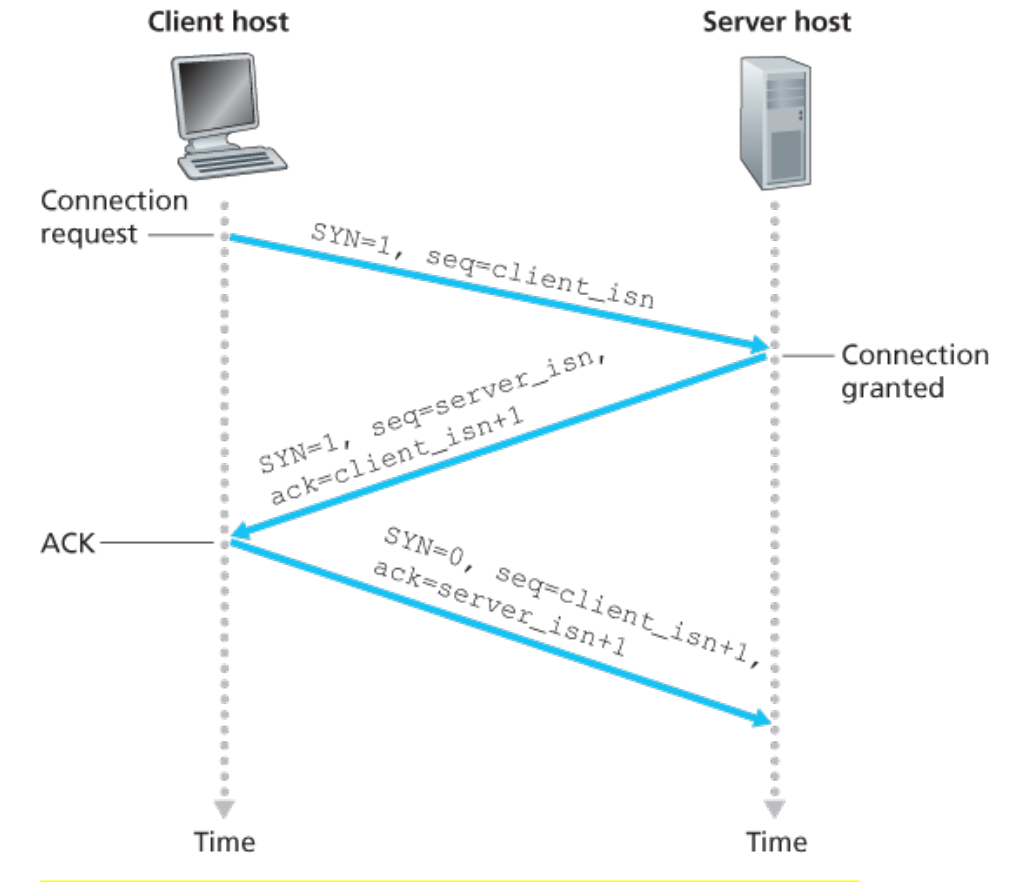 Client host
Server host
Connection
request
SYN=1, seq=client_isn
Connection
granted
SYN=1, seq=server_isn,
ack=client_isn+1
ACK
SYN=0, seq=client_isn+1,
ack=server_isn+1
Time
Time